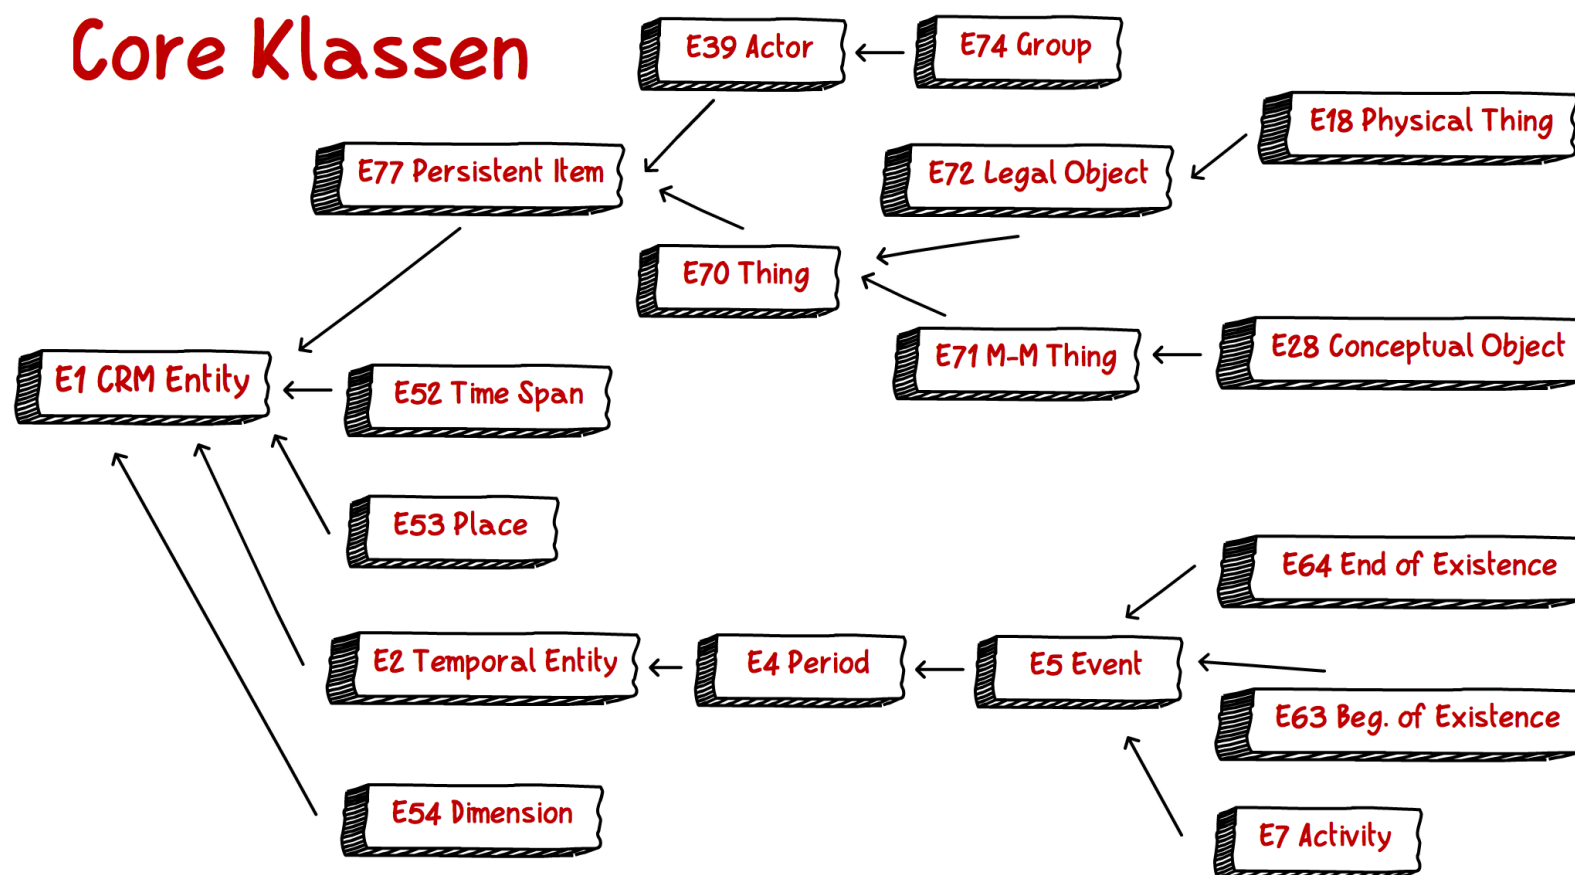 Core Klassen
E39 Actor
E74 Group
E18 Physical Thing
E77 Persistent Item
E72 Legal Object
E70 Thing
E71 M-M Thing
E28 Conceptual Object
E1 CRM Entity
E52 Time Span
E53 Place
E64 End of Existence
E2 Temporal Entity
E4 Period
E5 Event
E63 Beg. of Existence
E54 Dimension
E7 Activity